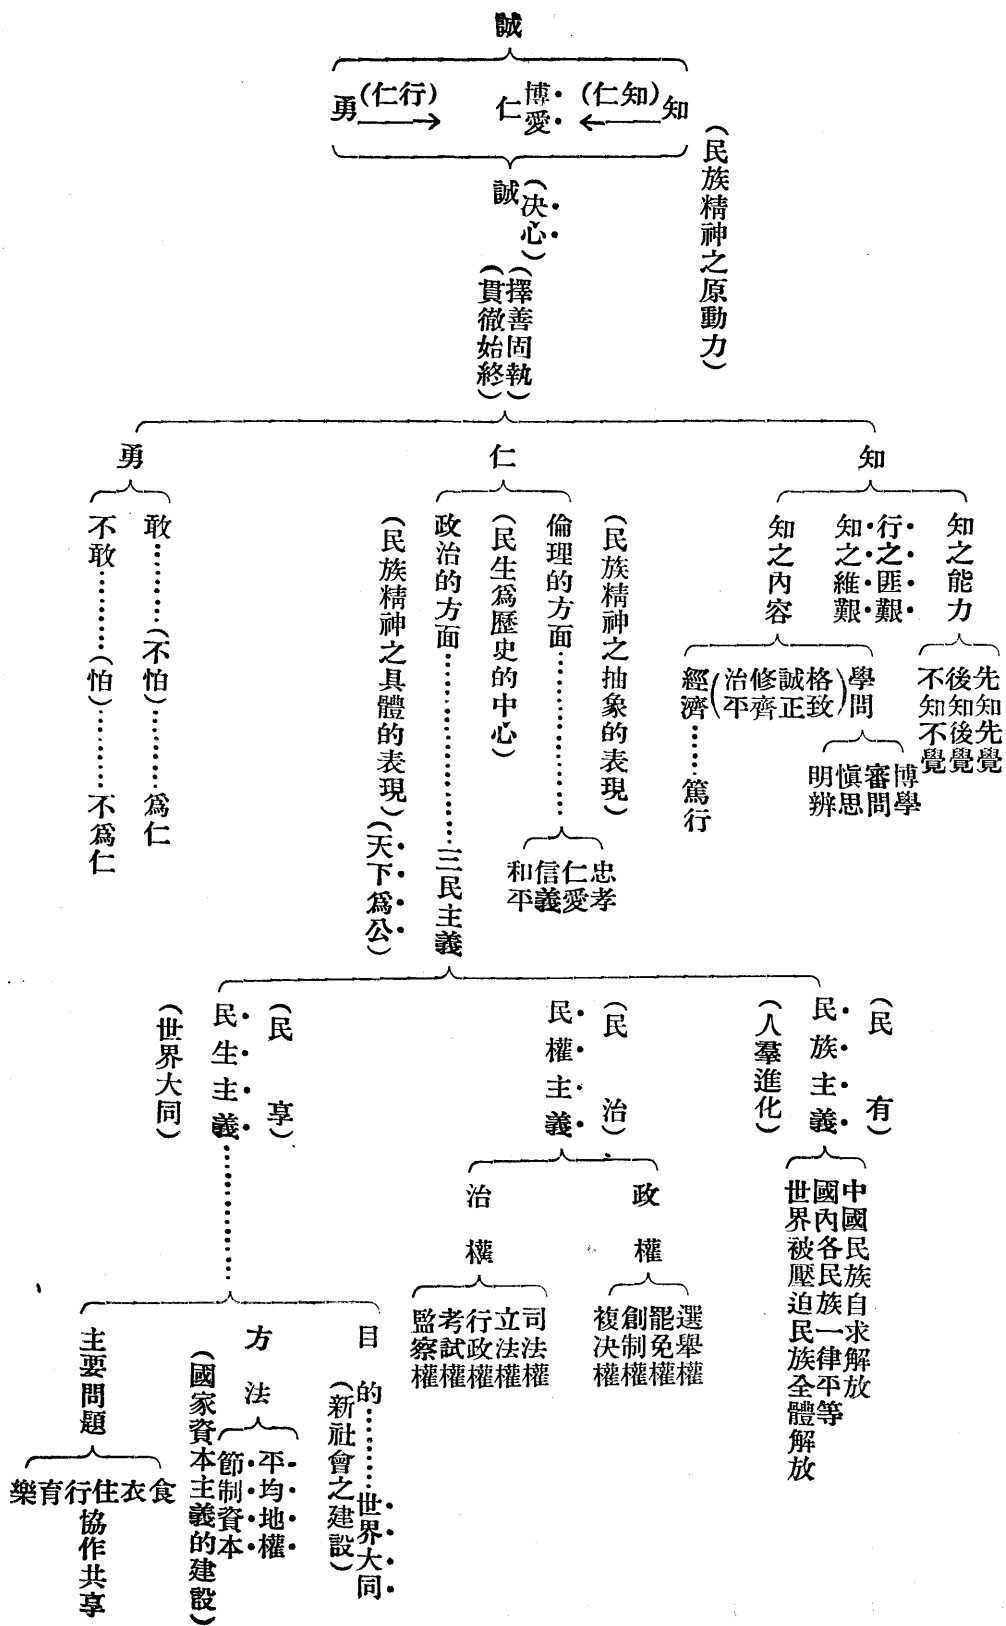 誠
知
(仁知)
博愛
仁
(仁行)
勇
(民族精神之原動力)
誠
(決心)
(擇善固執)
(貫徹始終)
知
知之能力
先知先覺
後知後覺
不知不覺
行之匪艱
知之維艱
知之內容
學問
(格致誠正修齊治平)
經濟……篤行
博學
審問
慎思
明辨
仁
(民族精神之抽象的表現)
倫理的方面…………
忠孝
仁愛
信義
和平
(民生爲歷史的中心)
政治的方面…………三民主義
(民族精神之具體的表現)(天下爲公)
勇
敢………(不怕)………爲仁
不敢…………(怕)………不爲仁
(民有)
民族主義
(人羣進化)
中國民族自求解放
國內各民族一律平等
世界被壓迫民族全體解放
(民治)
民權主義
政權
選舉權
罷免權
創制權
複決權
治權
司法權
立法權
行政權
考試權
監察權
(民享)
民生主義…………
(世界大同)
目的………世界大同
(新社會之建設)
方法
平均地權
節制資本
(國家資本主義的建設)
主要問題
食衣住行育樂
協作共享